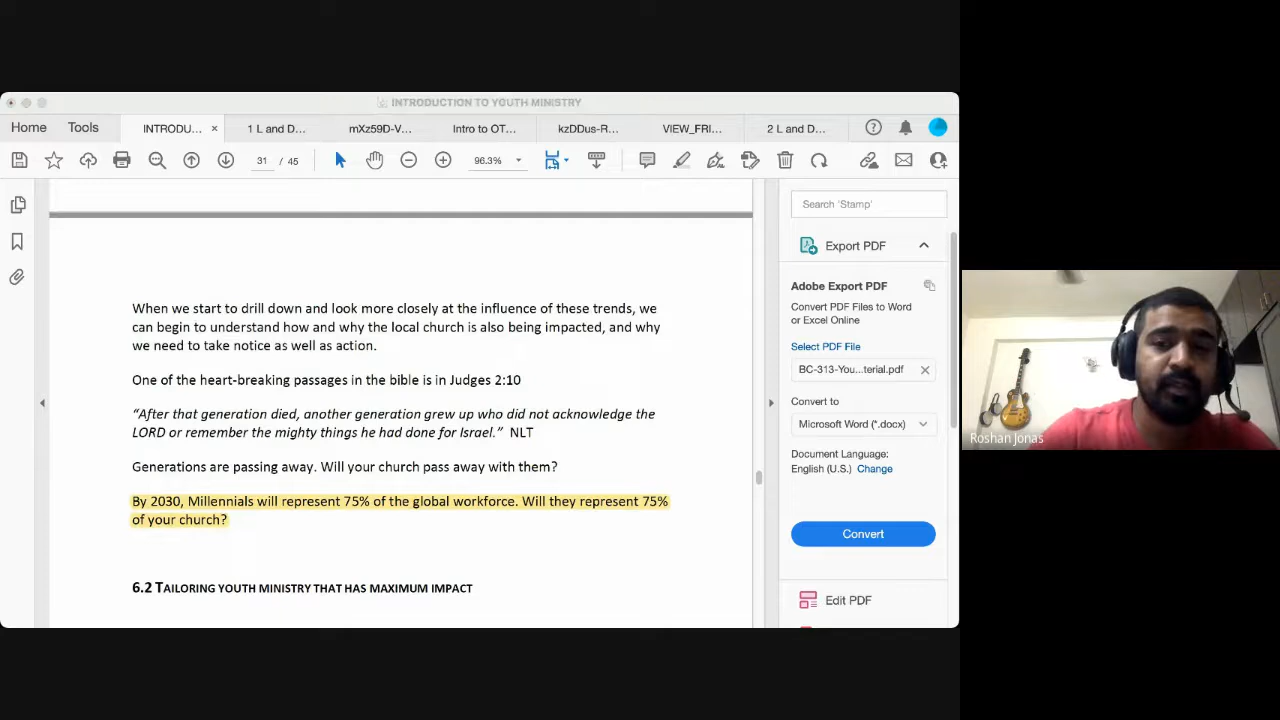 INTRODUCTION TO YOUTH MINISTRY
Home
Tools
INTRODU...
1 L and D...
mXz59D-V...
Intro to OT...
kzDDus-R...
VIEW_FRI...
2 L and D...
31 / 45
96.3%
Search 'Stamp'
Export PDF
Adobe Export PDF
Convert PDF Files to Word
or Excel Online
Select PDF File
BC-313-You...terial.pdf
Convert to
Microsoft Word (*.docx)
Document Language:
English (U.S.) Change
Convert
Edit PDF
When we start to drill down and look more closely at the influence of these trends, we
can begin to understand how and why the local church is also being impacted, and why
we need to take notice as well as action.
One of the heart-breaking passages in the bible is in Judges 2:10
“After that generation died, another generation grew up who did not acknowledge the
LORD or remember the mighty things he had done for Israel.” NLT
Generations are passing away. Will your church pass away with them?
By 2030, Millennials will represent 75% of the global workforce. Will they represent 75%
of your church?
6.2 TAILORING YOUTH MINISTRY THAT HAS MAXIMUM IMPACT
Roshan Jonas